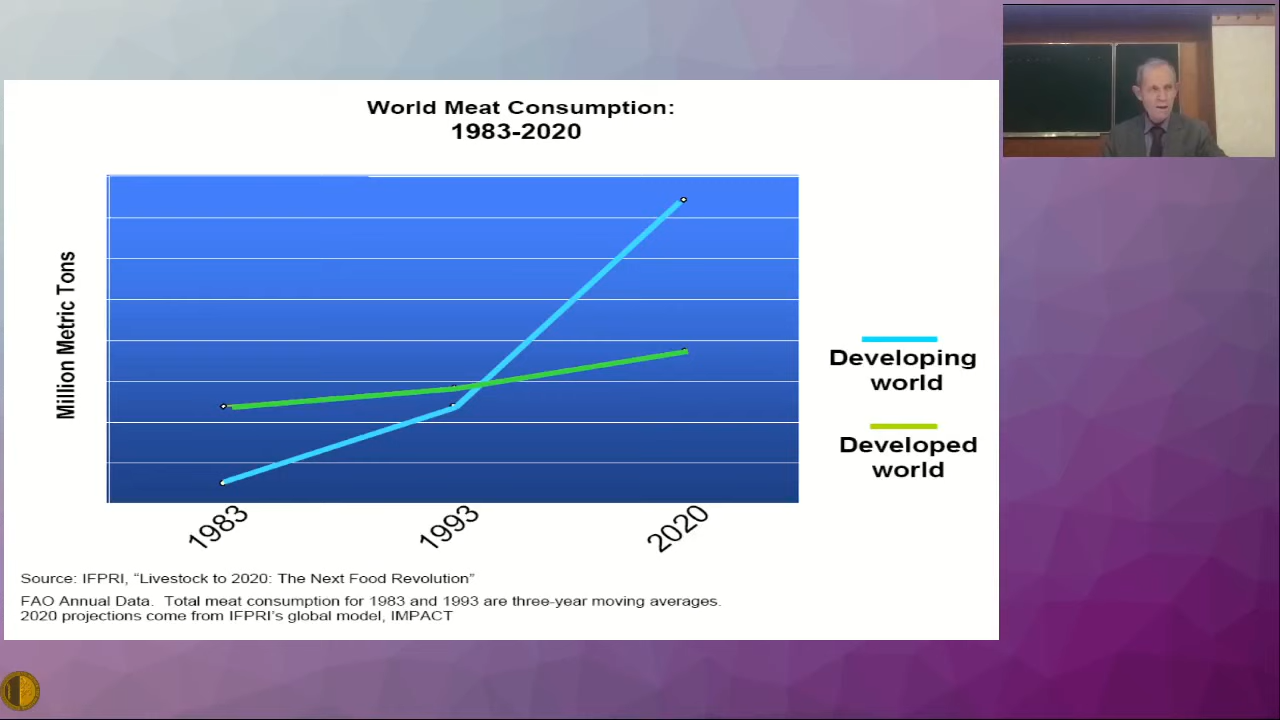 World Meat Consumption:
1983-2020
Million Metric Tons
Developing
world
Developed
world
1983
1993
2020
Source: IFPRI, “Livestock to 2020: The Next Food Revolution”
FAO Annual Data. Total meat consumption for 1983 and 1993 are three-year moving averages.
2020 projections come from IFPRI’s global model, IMPACT